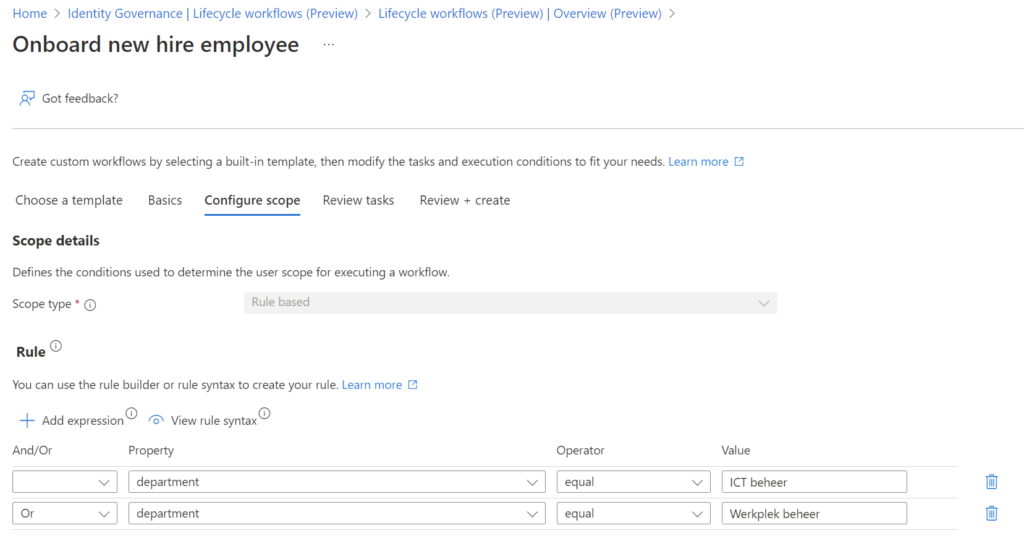 Home > Identity Governance | Lifecycle workflows (Preview) > Lifecycle workflows (Preview) | Overview (Preview) >
Onboard new hire employee ...
Got feedback?
Create custom workflows by selecting a built-in template, then modify the tasks and execution conditions to fit your needs. Learn more
Choose a template Basics Configure scope Review tasks Review + create
Scope details
Defines the conditions used to determine the user scope for executing a workflow.
Scope type * Rule based
Rule
You can use the rule builder or rule syntax to create your rule. Learn more
+ Add expression View rule syntax
And/Or Property Operator Value
department equal ICT beheer
Or department equal Werkplek beheer